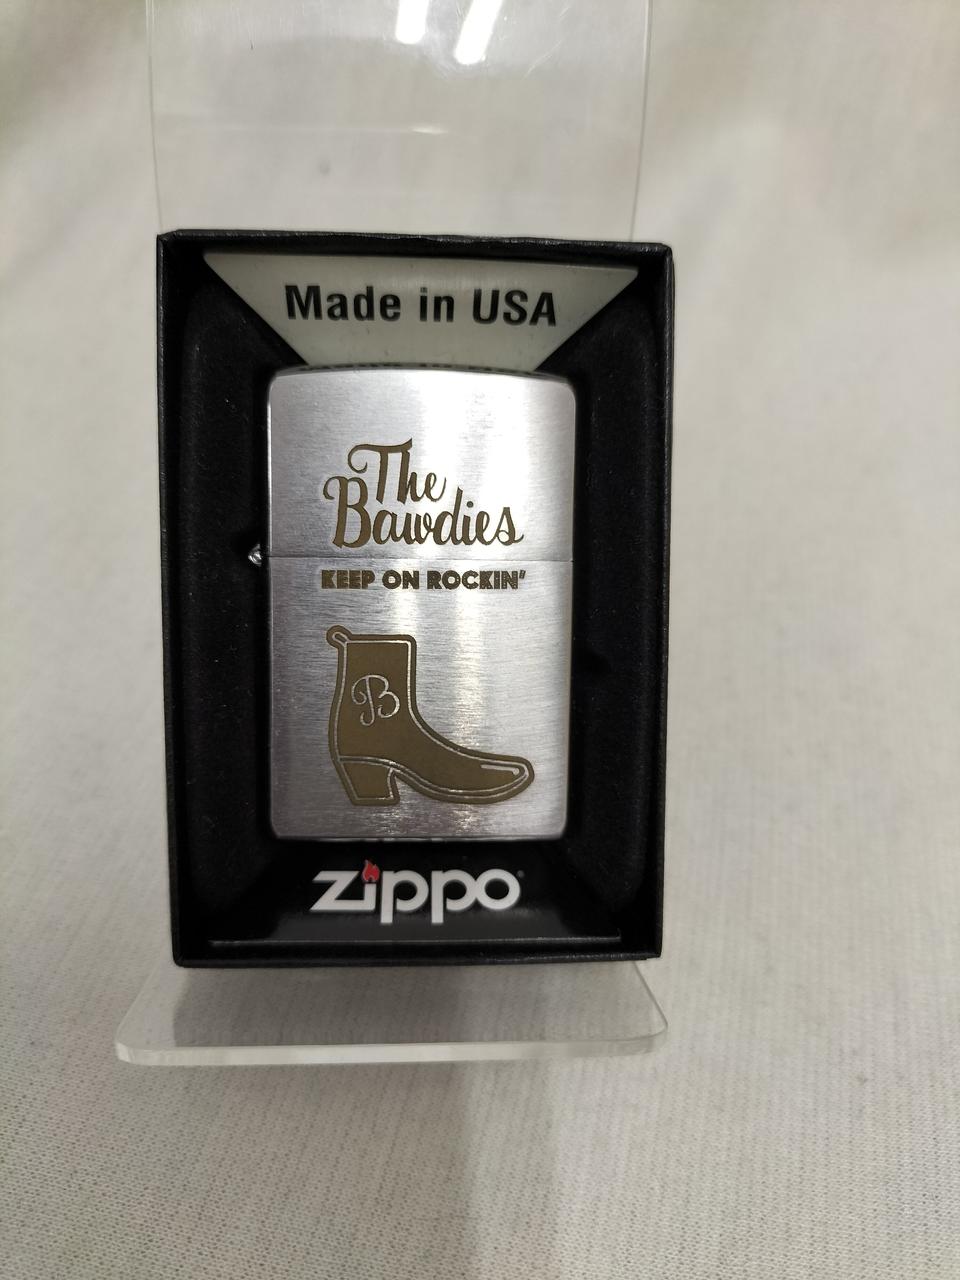 Made in USA
The
Bawdies
KEEP ON ROCKIN'
B
zippo